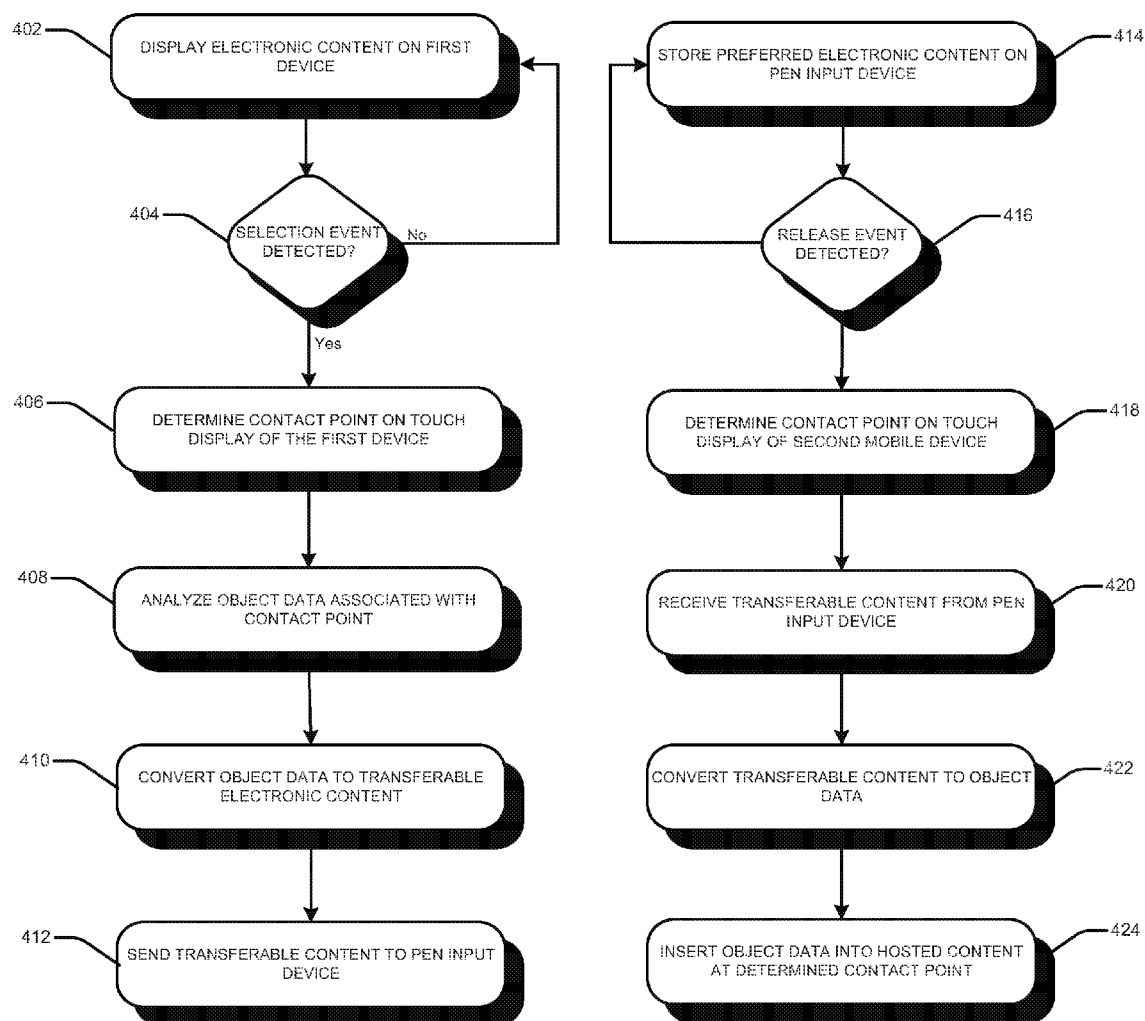 402
DISPLAY ELECTRONIC CONTENT ON FIRST
DEVICE
404
SELECTION EVENT
DETECTED?
No
Yes
406
DETERMINE CONTACT POINT ON TOUCH
DISPLAY OF THE FIRST DEVICE
408
ANALYZE OBJECT DATA ASSOCIATED WITH
CONTACT POINT
410
CONVERT OBJECT DATA TO TRANSFERABLE
ELECTRONIC CONTENT
412
SEND TRANSFERABLE CONTENT TO PEN INPUT
DEVICE
414
STORE PREFERRED ELECTRONIC CONTENT ON
PEN INPUT DEVICE
416
RELEASE EVENT
DETECTED?
418
DETERMINE CONTACT POINT ON TOUCH
DISPLAY OF SECOND MOBILE DEVICE
420
RECEIVE TRANSFERABLE CONTENT FROM PEN
INPUT DEVICE
422
CONVERT TRANSFERABLE CONTENT TO OBJECT
DATA
424
INSERT OBJECT DATA INTO HOSTED CONTENT
AT DETERMINED CONTACT POINT